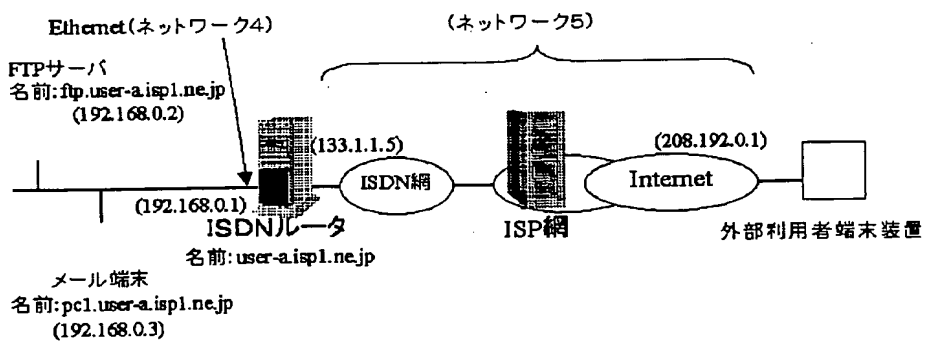 Ethernet(ネットワーク4)
(ネットワーク5)
FTPサーバ
名前:ftp.user-a.isp1.ne.jp
(192.168.0.2)
(133.1.1.5)
(208.192.0.1)
ISDN網
Internet
(192.168.0.1)
ISDNルータ
ISP網
外部利用者端末装置
名前:user-a.isp1.ne.jp
メール端末
名前:pc1.user-a.isp1.ne.jp
(192.168.0.3)